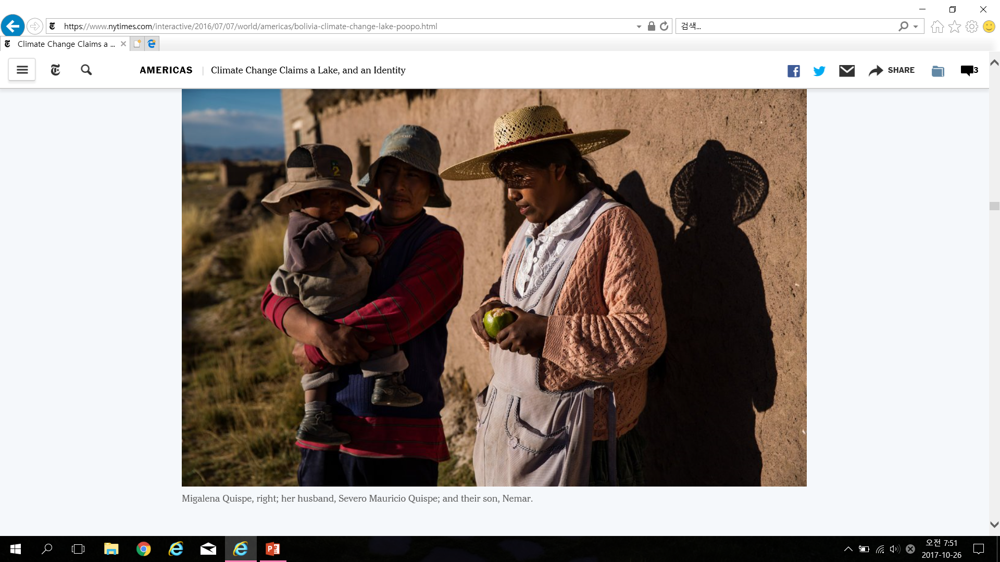 https://www.nytimes.com/interactive/2016/07/07/world/americas/bolivia-climate-change-lake-poopo.html
검색...
Climate Change Claims a ...
AMERICAS | Climate Change Claims a Lake, and an Identity
SHARE
3
2
Migalena Quispe, right; her husband, Severo Mauricio Quispe; and their son, Nemar.
오전 7:51
2017-10-26